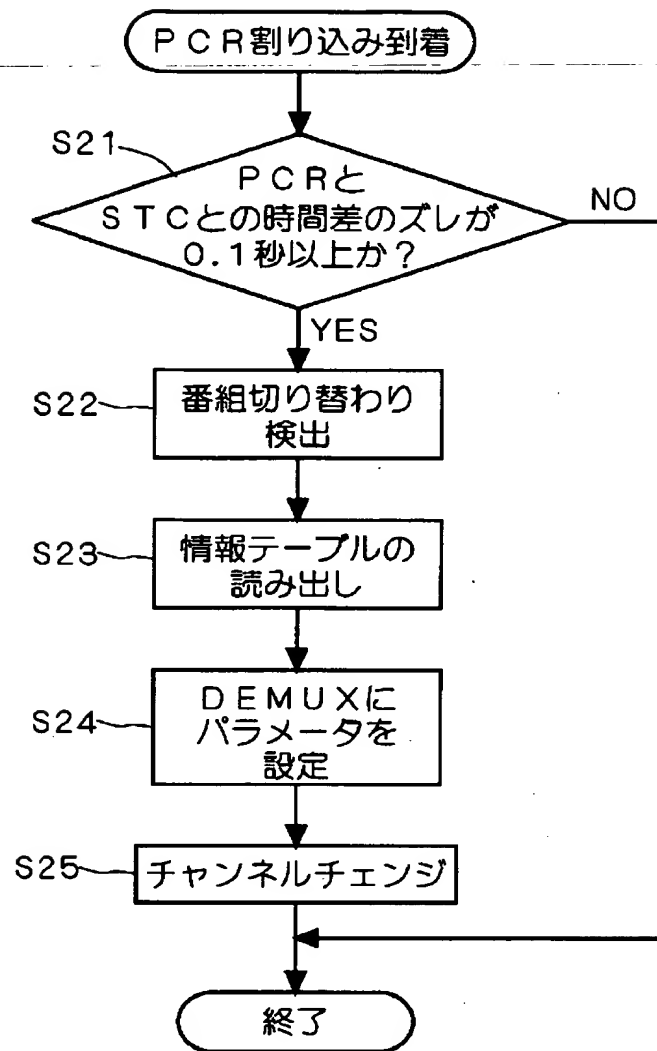 PCR割り込み到着
S21
PCRと
STCとの時間差のズレが
0.1秒以上か?
NO
YES
S22
番組切り替わり
検出
S23
情報テーブルの
読み出し
S24
DEMUXに
パラメータを
設定
S25
チャンネルチェンジ
終了